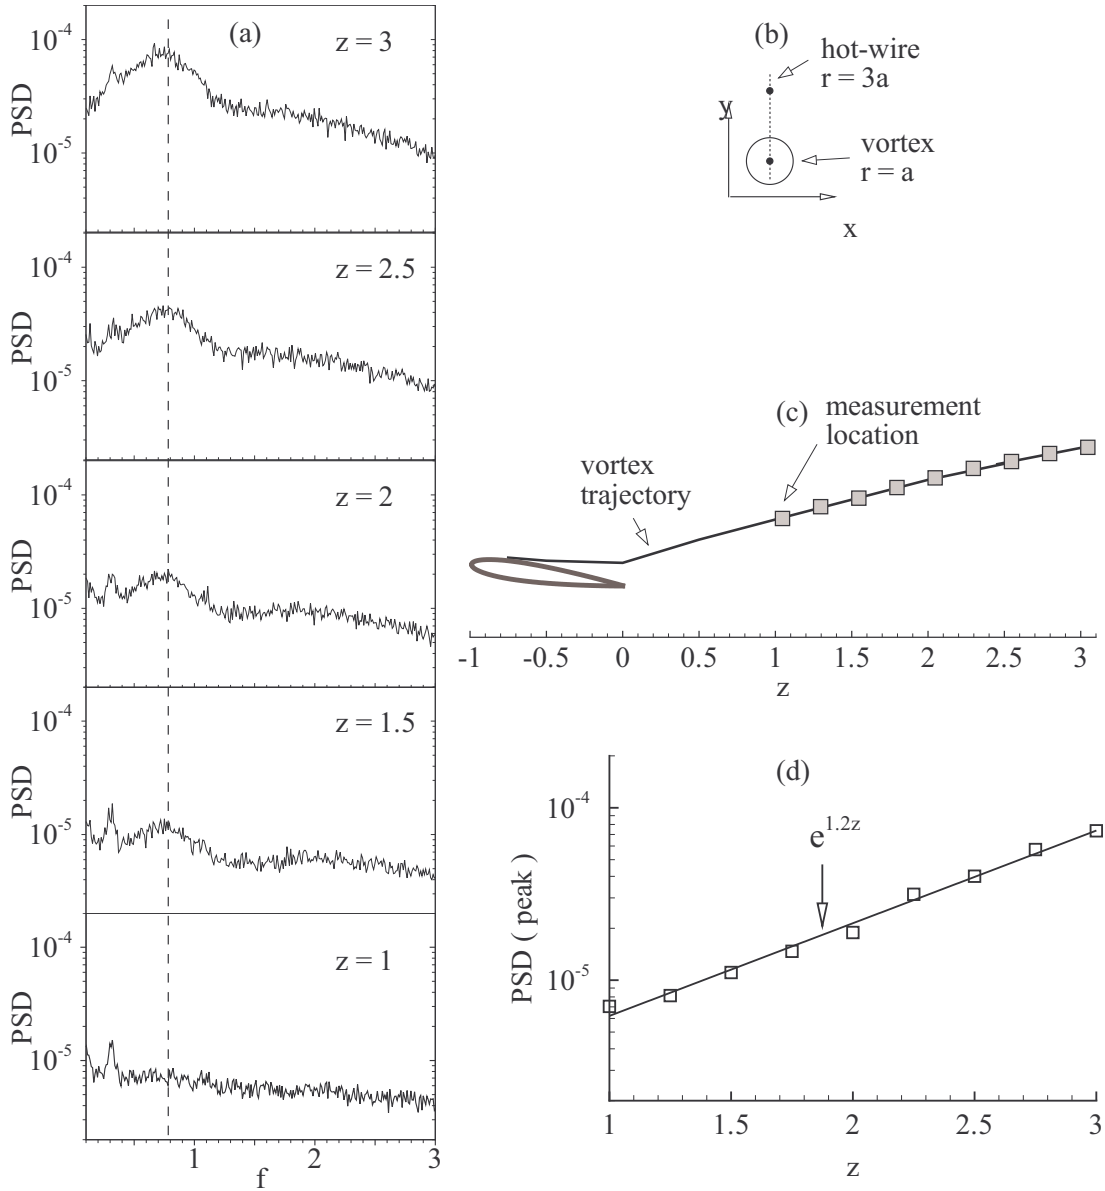 (a)
z = 3
10⁻⁴
10⁻⁵
PSD
z = 2.5
10⁻⁴
10⁻⁵
PSD
z = 2
10⁻⁴
10⁻⁵
PSD
z = 1.5
10⁻⁴
10⁻⁵
PSD
z = 1
10⁻⁴
10⁻⁵
PSD
1 2 3
f
(b)
hot-wire
r = 3a
y
vortex
r = a
x
(c)
measurement
location
vortex
trajectory
-1 -0.5 0 0.5 1 1.5 2 2.5 3
z
(d)
10⁻⁴
e¹·²ᶻ
PSD ( peak )
10⁻⁵
1 1.5 2 2.5 3
z